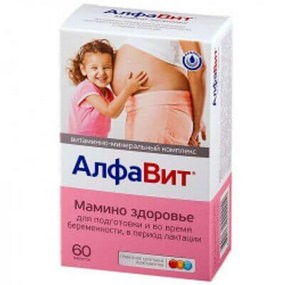 витаминно-минеральный комплекс
АлфаВит®
Мамино здоровье
для подготовки и во время
беременности, в период лактации
60